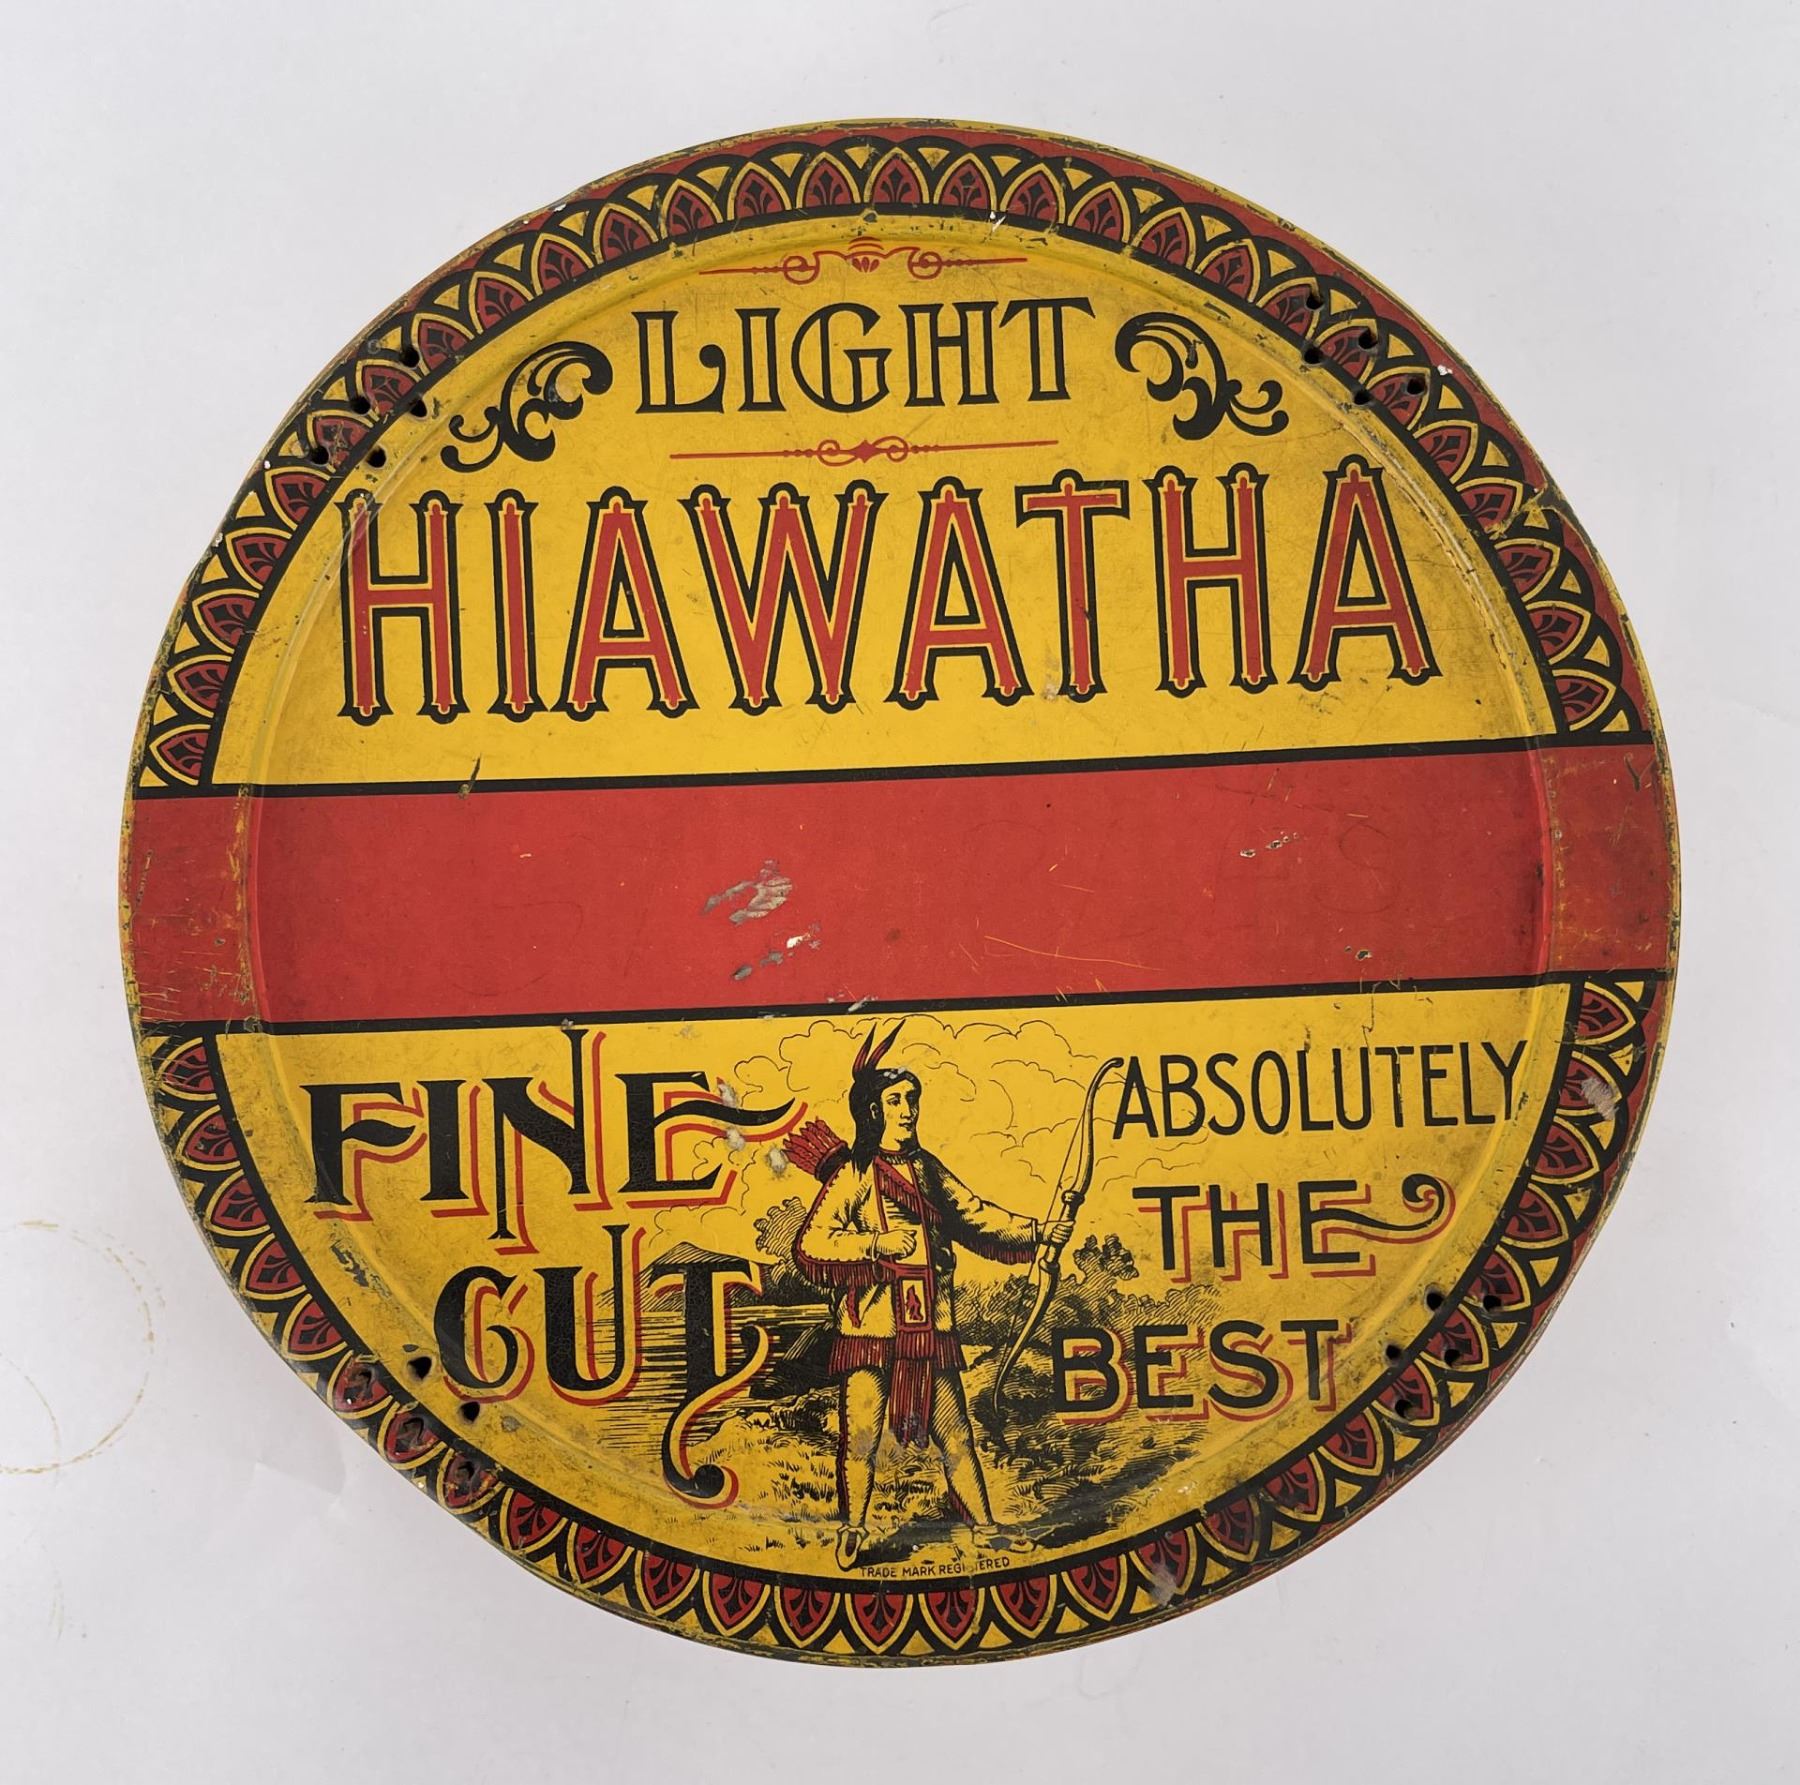 LIGHT
HIAWATHA
FINE
CUT
ABSOLUTELY
THE
BEST
TRADE MARK REGISTERED